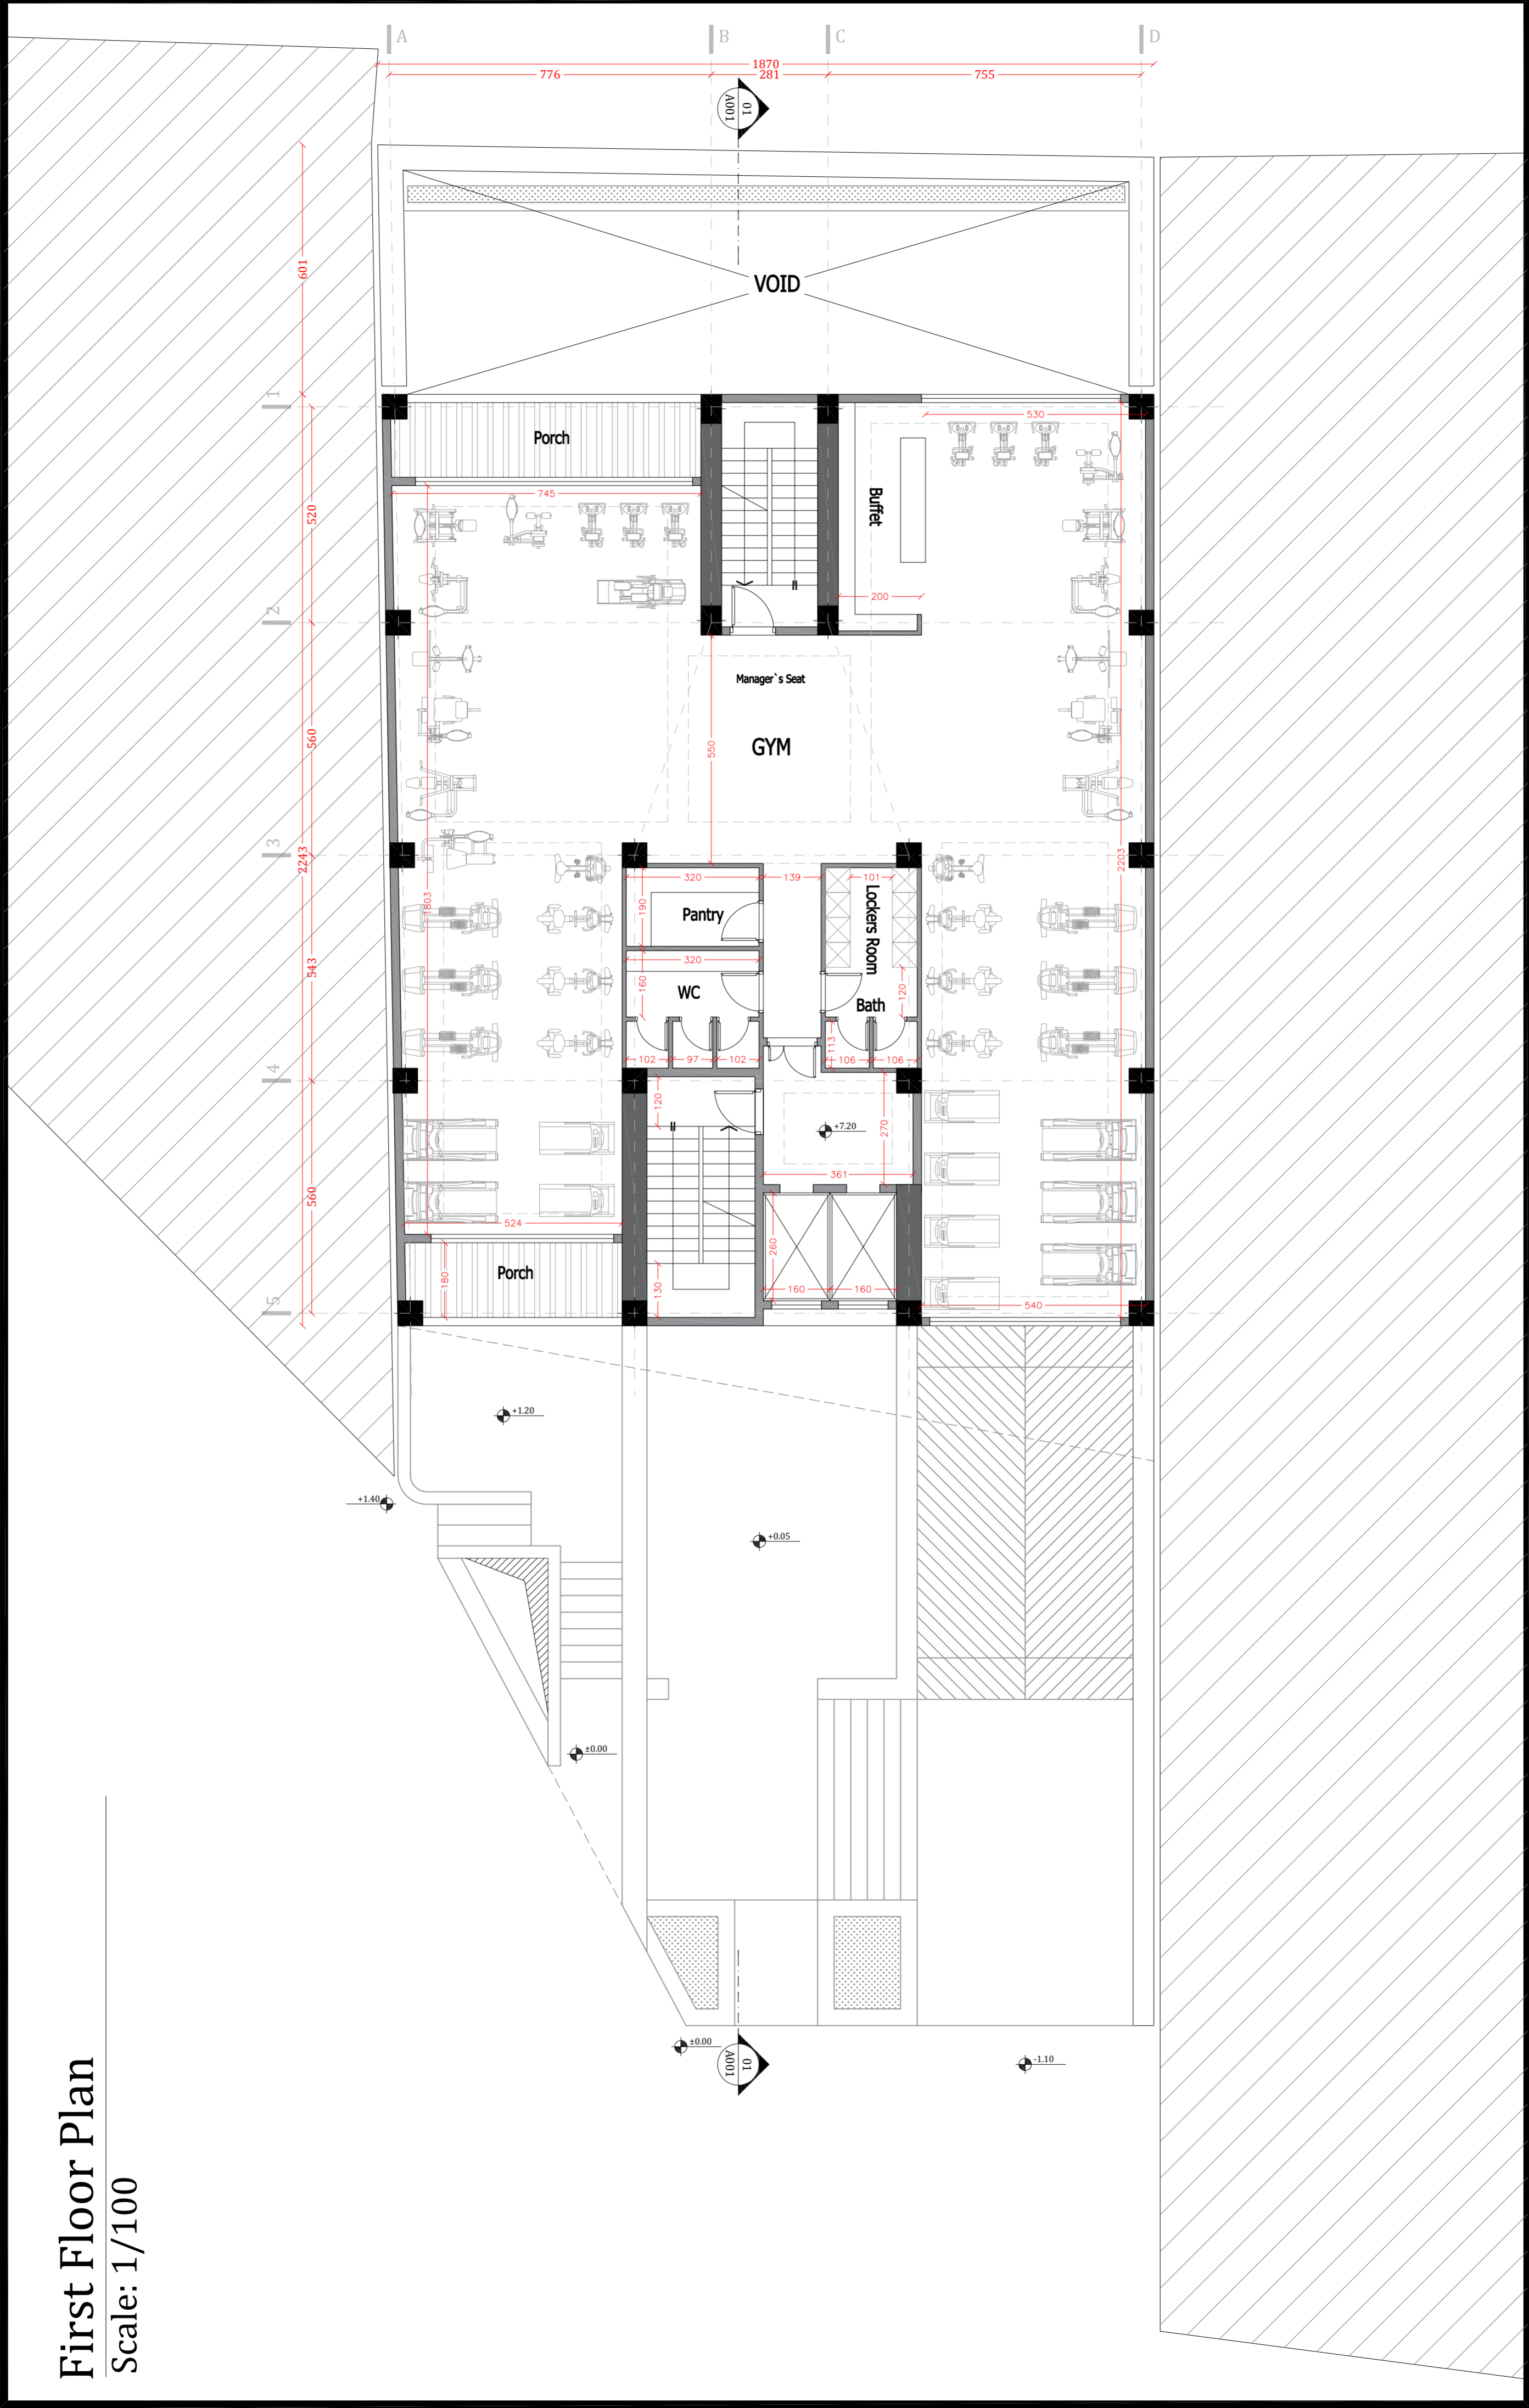 A
B
C
D
1870
776
281
755
01
A001
601
VOID
1
530
Porch
745
Buffet
520
200
2
Manager`s Seat
550
GYM
560
3
2243
2203
320
139
101
190
1803
Pantry
Lockers Room
543
320
160
WC
120
Bath
113
102
97
102
106
106
4
120
+7.20
270
361
560
524
260
Porch
180
130
160
160
540
5
+1.20
+1.40
+0.05
±0.00
±0.00
01
A001
-1.10
First Floor Plan
Scale: 1/100